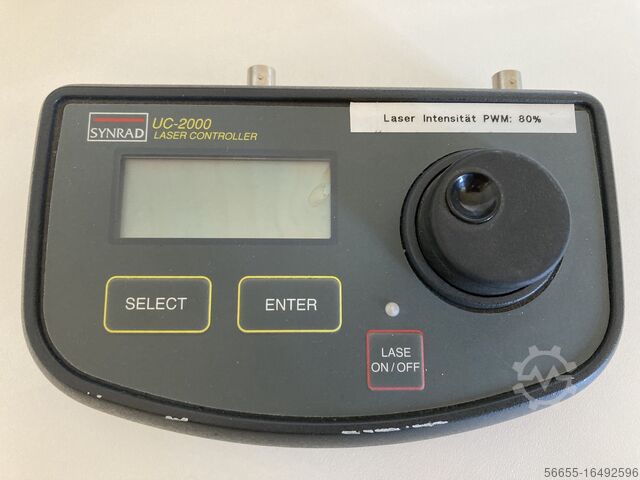 SYNRAD
UC-2000
LASER CONTROLLER
Laser Intensität PWM: 80%
SELECT
ENTER
LASE
ON/OFF
56655-16492596